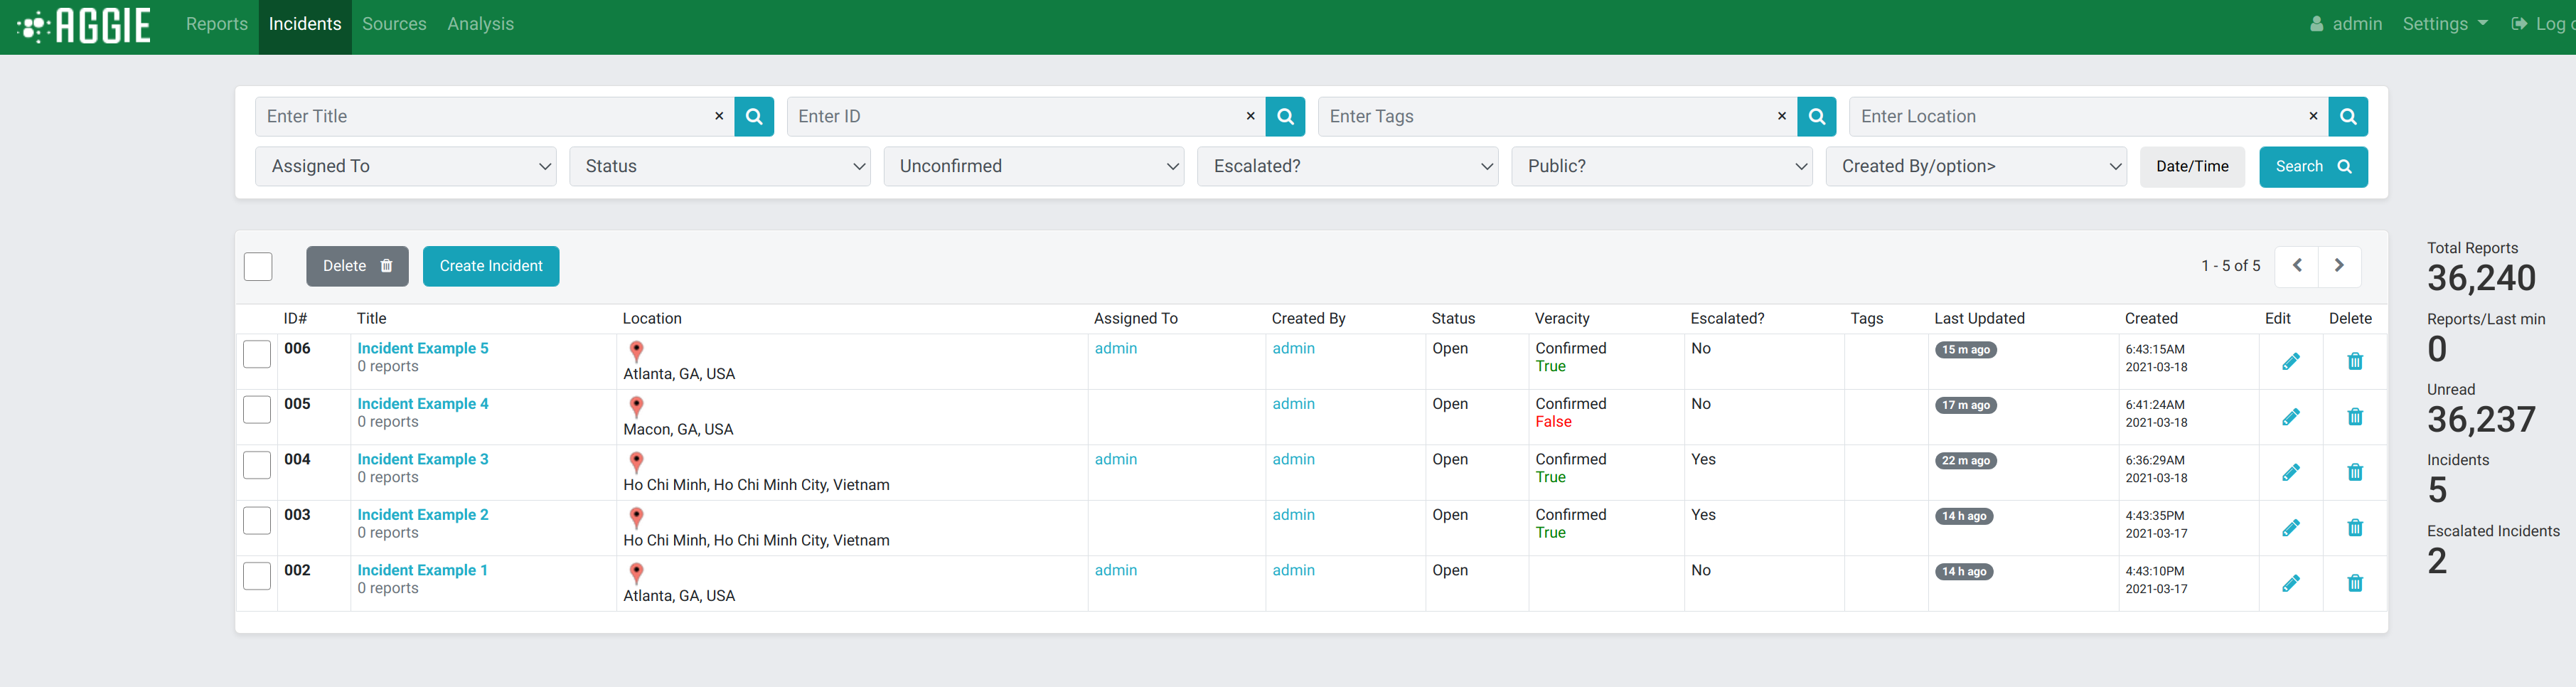 AGGIE Reports Incidents Sources Analysis admin Settings Log
Enter Title × Enter ID × Enter Tags × Enter Location ×
Assigned To Status Unconfirmed Escalated? Public? Created By/option> Date/Time Search
Delete Create Incident 1 - 5 of 5
ID# Title Location Assigned To Created By Status Veracity Escalated? Tags Last Updated Created Edit Delete
006 Incident Example 5 admin admin Open Confirmed No 15 m ago 6:43:15AM
0 reports Atlanta, GA, USA True 2021-03-18
005 Incident Example 4 admin Open Confirmed No 17 m ago 6:41:24AM
0 reports Macon, GA, USA False 2021-03-18
004 Incident Example 3 admin admin Open Confirmed Yes 22 m ago 6:36:29AM
0 reports Ho Chi Minh, Ho Chi Minh City, Vietnam True 2021-03-18
003 Incident Example 2 admin Open Confirmed Yes 14 h ago 4:43:35PM
0 reports Ho Chi Minh, Ho Chi Minh City, Vietnam True 2021-03-17
002 Incident Example 1 admin admin Open No 14 h ago 4:43:10PM
0 reports Atlanta, GA, USA 2021-03-17
Total Reports
36,240
Reports/Last min
0
Unread
36,237
Incidents
5
Escalated Incidents
2